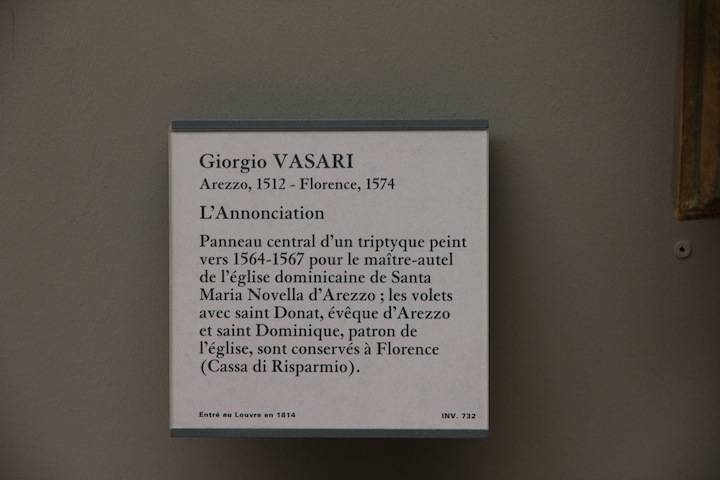 Giorgio VASARI
Arezzo, 1512 - Florence, 1574
L'Annonciation
Panneau central d'un triptyque peint
vers 1564-1567 pour le maître-autel
de l'église dominicaine de Santa
Maria Novella d'Arezzo ; les volets
avec saint Donat, évêque d'Arezzo
et saint Dominique, patron de
l'église, sont conservés à Florence
(Cassa di Risparmio).
Entré au Louvre en 1814 INV. 732